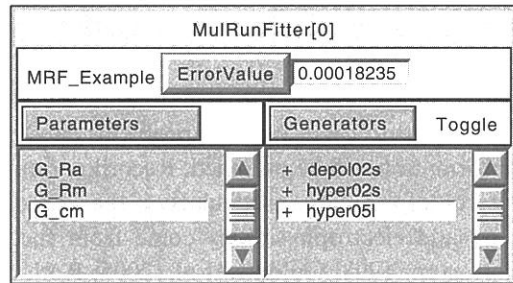 MulRunFitter[0]
MRF_Example ErrorValue 0.00018235
Parameters Generators Toggle
G_Ra + depol02s
G_Rm + hyper02s
G_cm + hyper05l